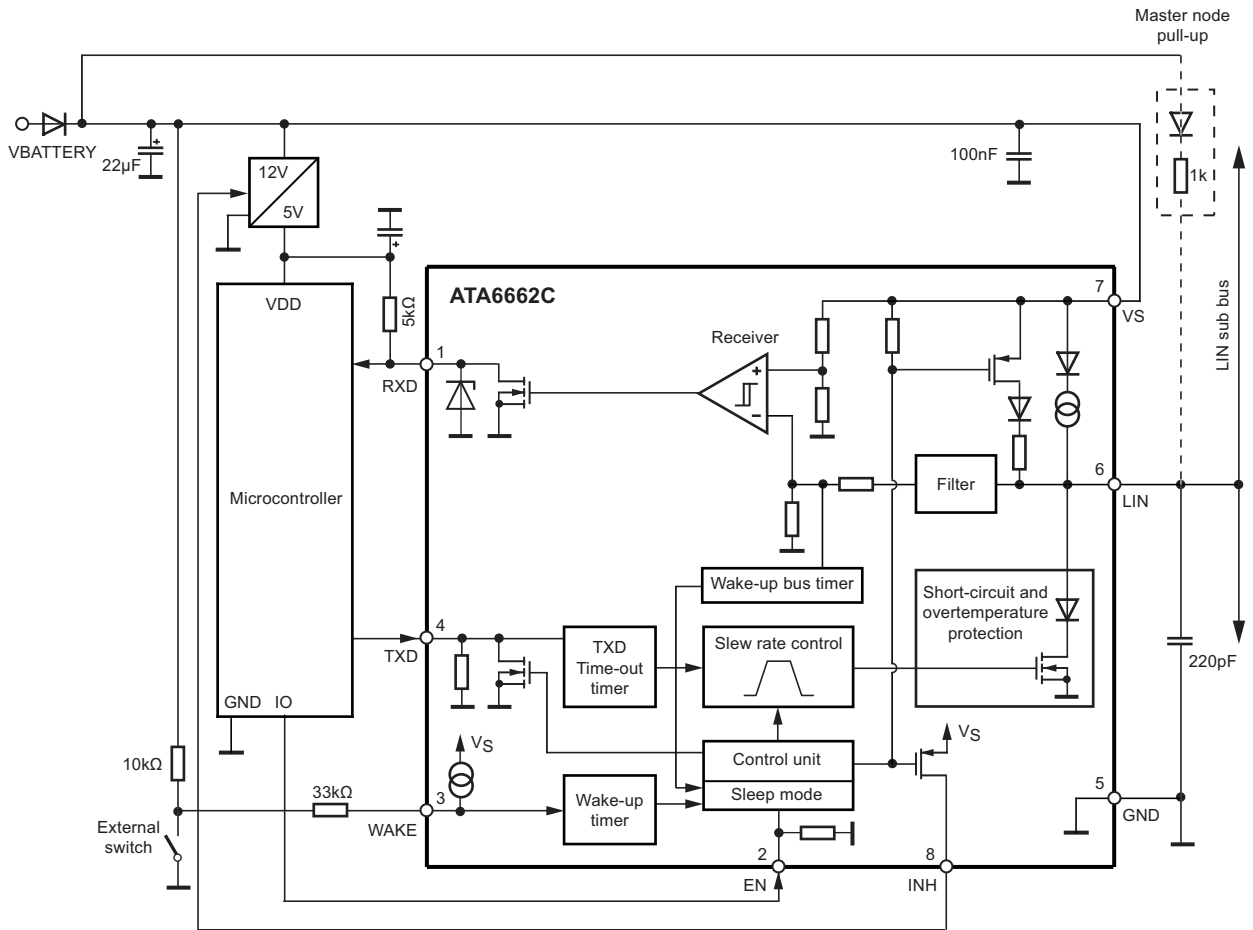 Master node
pull-up
VBATTERY
22µF
12V
5V
100nF
1k
LIN sub bus
VDD
5kΩ
ATA6662C
7
VS
Receiver
1
RXD
+
-
Microcontroller
6
LIN
Filter
Wake-up bus timer
Short-circuit and
overtemperature
protection
4
TXD
TXD
Time-out
timer
Slew rate control
220pF
GND IO
VS
Control unit
Sleep mode
VS
10kΩ
33kΩ
3
WAKE
Wake-up
timer
5
GND
External
switch
2
EN
8
INH